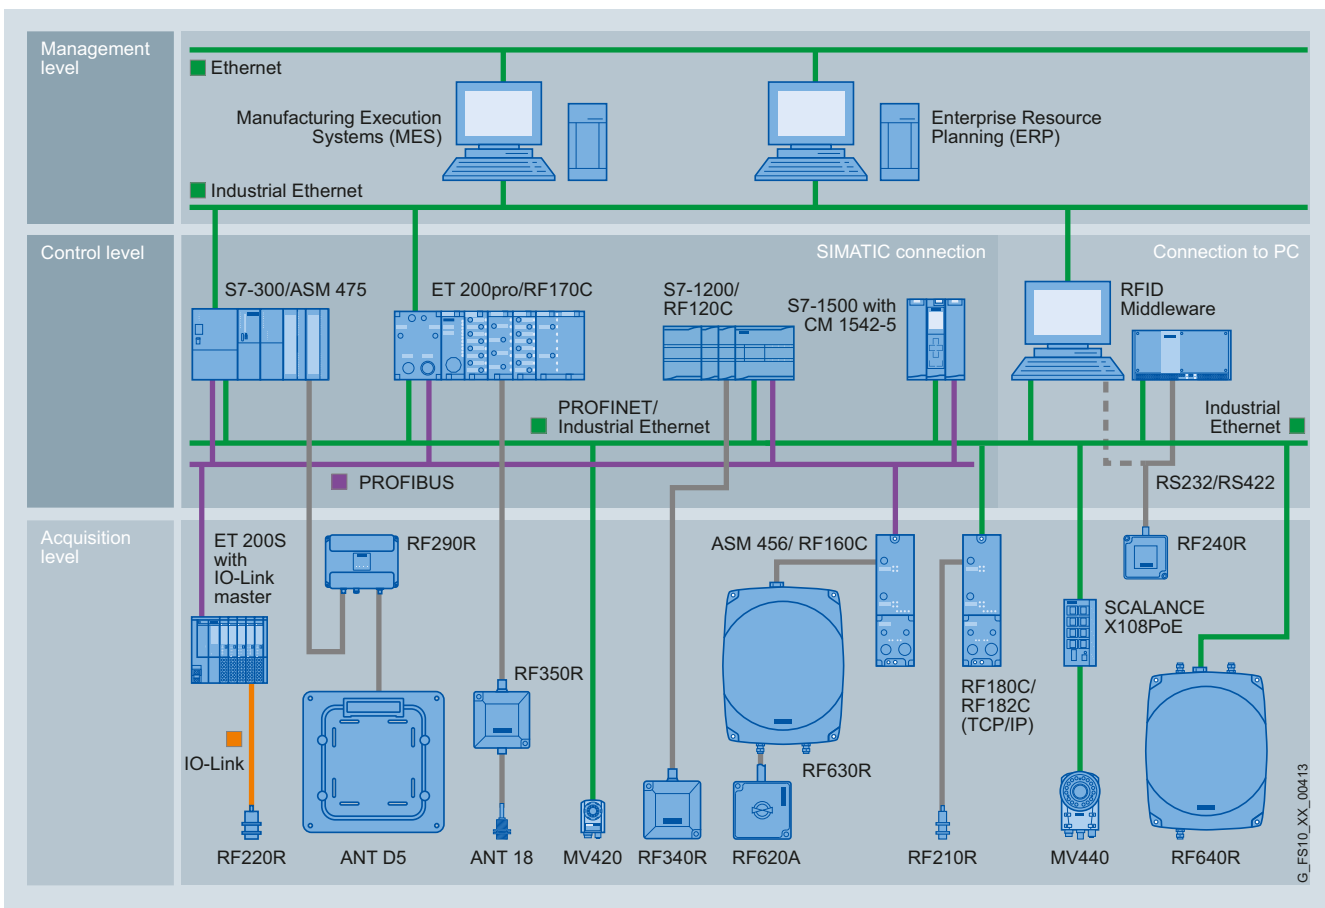 Management
level
Ethernet
Manufacturing Execution
Systems (MES)
Enterprise Resource
Planning (ERP)
Industrial Ethernet
Control level
SIMATIC connection
Connection to PC
S7-300/ASM 475
ET 200pro/RF170C
S7-1200/
RF120C
S7-1500 with
CM 1542-5
RFID
Middleware
PROFINET/
Industrial Ethernet
Industrial
Ethernet
PROFIBUS
RS232/RS422
Acquisition
level
ET 200S
with
IO-Link
master
RF290R
ASM 456/ RF160C
RF240R
SCALANCE
X108PoE
RF350R
RF180C/
RF182C
(TCP/IP)
IO-Link
RF630R
RF220R
ANT D5
ANT 18
MV420
RF340R
RF620A
RF210R
MV440
RF640R
G_FS10_XX_00413